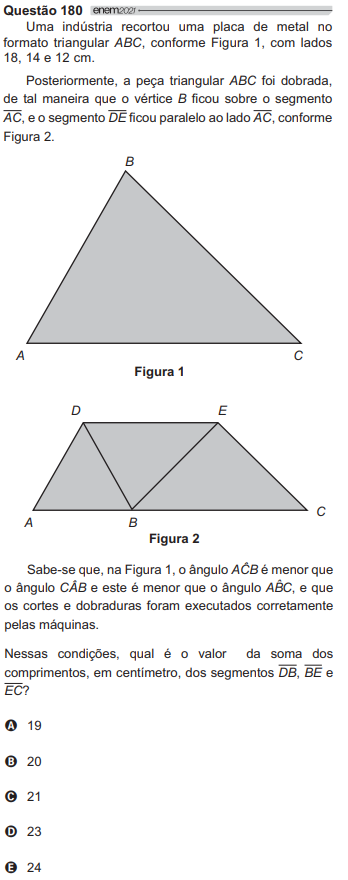 Questão 180 enem2021
Uma indústria recortou uma placa de metal no
formato triangular ABC, conforme Figura 1, com lados
18, 14 e 12 cm.
Posteriormente, a peça triangular ABC foi dobrada,
de tal maneira que o vértice B ficou sobre o segmento
AC, e o segmento DE ficou paralelo ao lado AC, conforme
Figura 2.
B
A
C
Figura 1
D
E
A
B
C
Figura 2
Sabe-se que, na Figura 1, o ângulo AĈB é menor que
o ângulo CÂB e este é menor que o ângulo AB̂C, e que
os cortes e dobraduras foram executados corretamente
pelas máquinas.
Nessas condições, qual é o valor da soma dos
comprimentos, em centímetro, dos segmentos DB, BE e
EC?
A 19
B 20
C 21
D 23
E 24